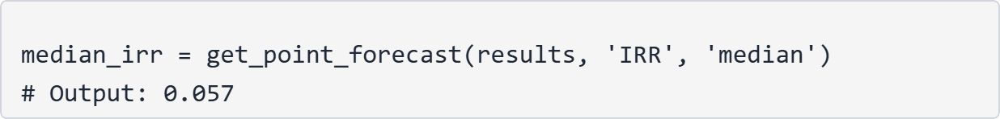 median_irr = get_point_forecast(results, 'IRR', 'median')
# Output: 0.057